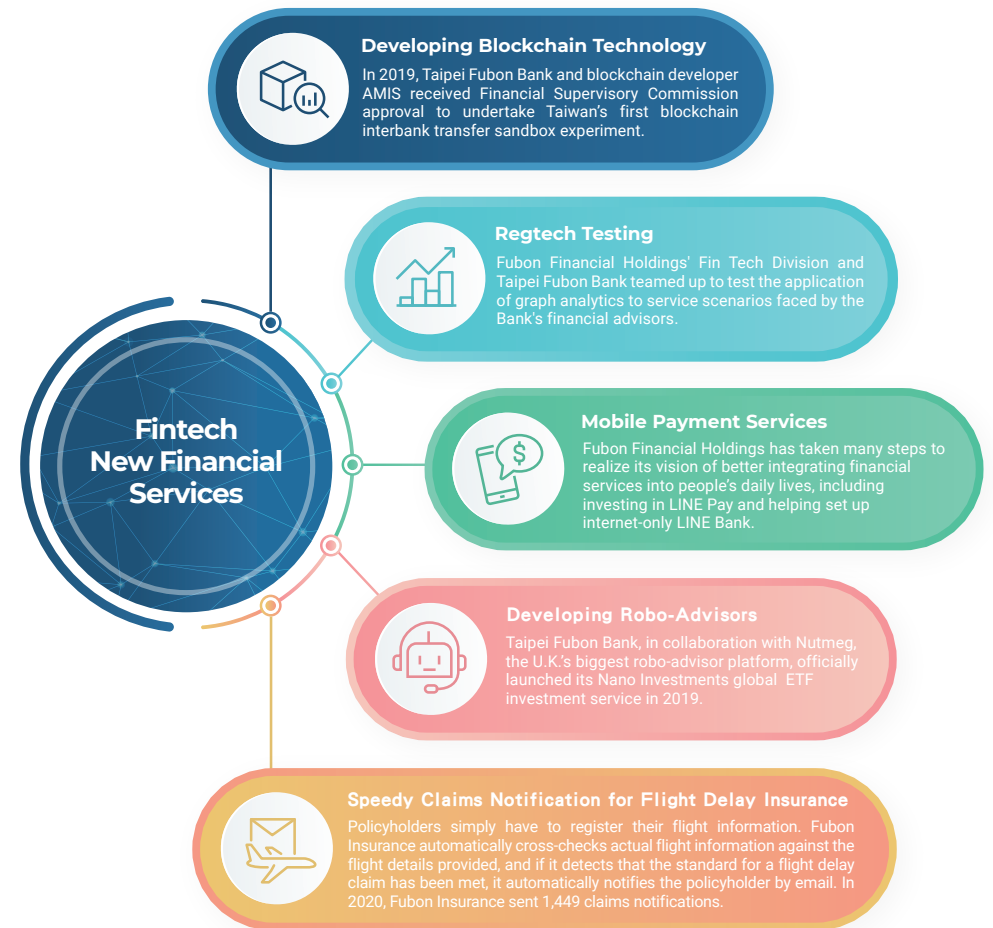 Developing Blockchain Technology
In 2019, Taipei Fubon Bank and blockchain developer
AMIS received Financial Supervisory Commission
approval to undertake Taiwan's first blockchain
interbank transfer sandbox experiment.
Regtech Testing
Fubon Financial Holdings' Fin Tech Division and
Taipei Fubon Bank teamed up to test the application
of graph analytics to service scenarios faced by the
Bank's financial advisors.
Fintech
New Financial
Services
Mobile Payment Services
Fubon Financial Holdings has taken many steps to
realize its vision of better integrating financial
services into people's daily lives, including
investing in LINE Pay and helping set up
internet-only LINE Bank.
Developing Robo-Advisors
Taipei Fubon Bank, in collaboration with Nutmeg,
the U.K.'s biggest robo-advisor platform, officially
launched its Nano Investments global ETF
investment service in 2019.
Speedy Claims Notification for Flight Delay Insurance
Policyholders simply have to register their flight information. Fubon
Insurance automatically cross-checks actual flight information against the
flight details provided, and if it detects that the standard for a flight delay
claim has been met, it automatically notifies the policyholder by email. In
2020, Fubon Insurance sent 1,449 claims notifications.